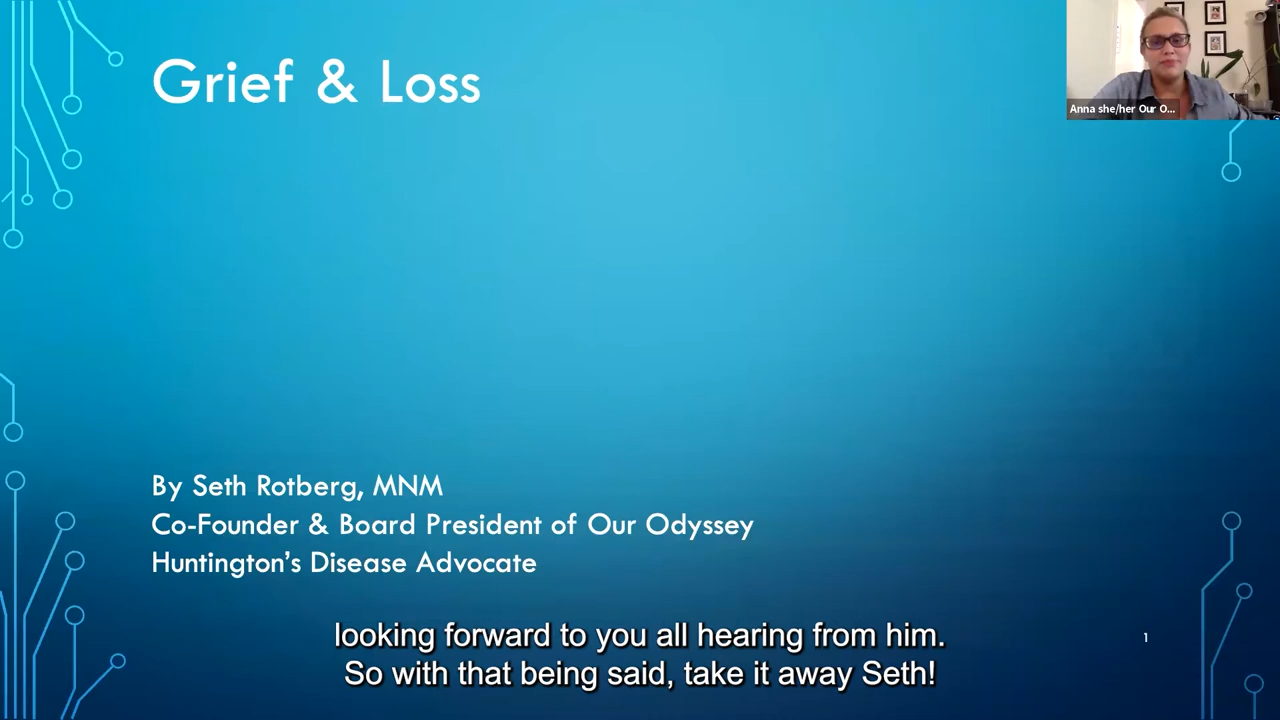 Grief & Loss
Anna she/her Our O...
By Seth Rotberg, MNM
Co-Founder & Board President of Our Odyssey
Huntington's Disease Advocate
looking forward to you all hearing from him.
So with that being said, take it away Seth!
1